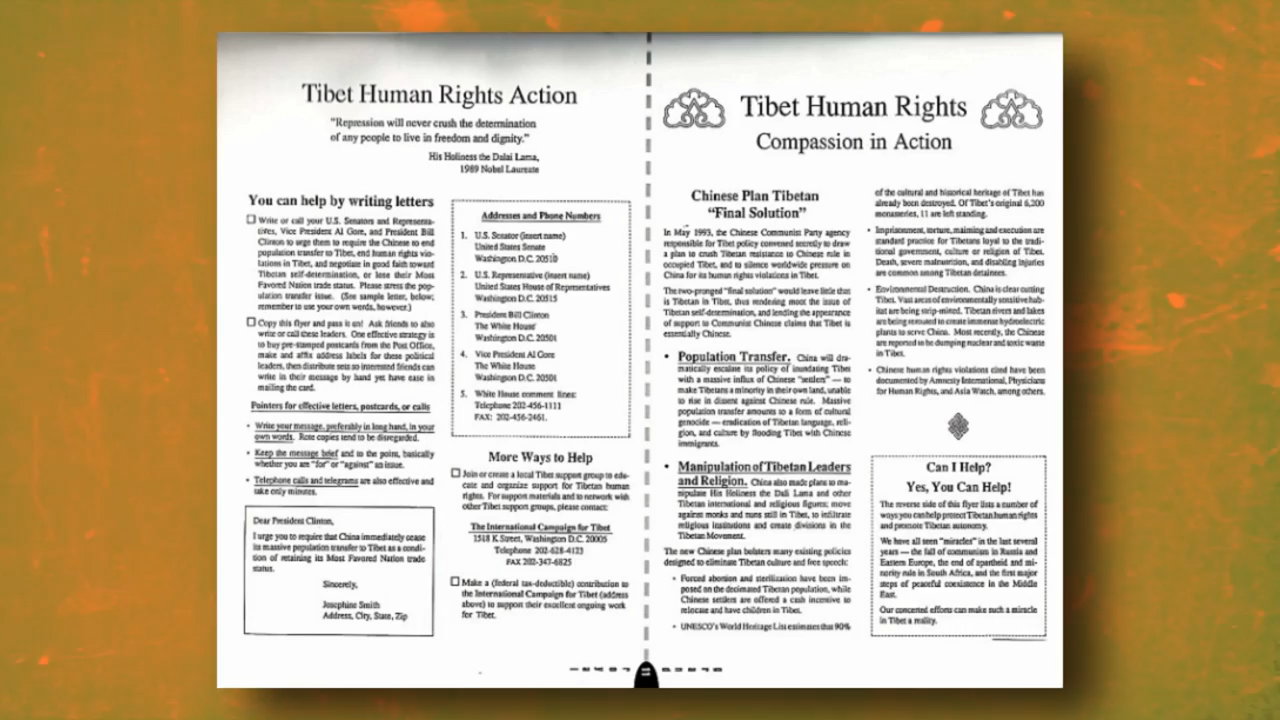 Tibet Human Rights Action
"Repression will never crush the determination
of any people to live in freedom and dignity."
His Holiness the Dalai Lama,
1989 Nobel Laureate
You can help by writing letters
Write or call your U.S. Senators and Representa-
tives, Vice President Al Gore, and President Bill
Clinton to urge them to require the Chinese to end
population transfer to Tibet, end human rights vio-
lations in Tibet, and negotiate in good faith toward
Tibetan self-determination, or lose their Most
Favored Nation trade status. Please stress the pop-
ulation transfer issue. (See sample letter, below;
remember to use your own words, however.)
Copy this flyer and pass it on! Ask friends to also
write or call these leaders. One effective strategy is
to buy pre-stamped postcards from the Post Office,
make and affix address labels for these political
leaders, then distribute sets so interested friends can
write in their message by hand yet have ease in
mailing the card.
Pointers for effective letters, postcards, or calls
• Write your message, preferably in long hand, in your
own words. Rote copies tend to be disregarded.
• Keep the message brief and to the point, basically
whether you are "for" or "against" an issue.
• Telephone calls and telegrams are also effective and
take only minutes.
Dear President Clinton,
I urge you to require that China immediately cease
its massive population transfer to Tibet as a condi-
tion of retaining its Most Favored Nation trade
status.
Sincerely,
Josephine Smith
Address, City, State, Zip
Addresses and Phone Numbers
1. U.S. Senator (insert name)
United States Senate
Washington D.C. 20510
2. U.S. Representative (insert name)
United States House of Representatives
Washington D.C. 20515
3. President Bill Clinton
The White House
Washington D.C. 20501
4. Vice President Al Gore
The White House
Washington D.C. 20501
5. White House comment lines:
Telephone 202-456-1111
FAX: 202-456-2461.
More Ways to Help
Join or create a local Tibet support group to edu-
cate and organize support for Tibetan human
rights. For support materials and to network with
other Tibet support groups, please contact:
The International Campaign for Tibet
1518 K Street, Washington D.C. 20005
Telephone 202-628-4123
FAX 202-347-6825
Make a (federal tax-deductible) contribution to
the International Campaign for Tibet (address
above) to support their excellent ongoing work
for Tibet.
Tibet Human Rights
Compassion in Action
Chinese Plan Tibetan
"Final Solution"
In May 1993, the Chinese Communist Party agency
responsible for Tibet policy convened secretly to draw
a plan to crush Tibetan resistance to Chinese rule in
occupied Tibet, and to silence worldwide pressure on
China for its human rights violations in Tibet.
The two-pronged "final solution" would leave little that
is Tibetan in Tibet, thus rendering moot the issue of
Tibetan self-determination, and lending the appearance
of support to Communist Chinese claims that Tibet is
essentially Chinese.
• Population Transfer. China will dra-
matically escalate its policy of inundating Tibet
with a massive influx of Chinese "settlers" — to
make Tibetans a minority in their own land, unable
to rise in dissent against Chinese rule. Massive
population transfer amounts to a form of cultural
genocide — eradication of Tibetan language, reli-
gion, and culture by flooding Tibet with Chinese
immigrants.
• Manipulation of Tibetan Leaders
and Religion. China also made plans to ma-
nipulate His Holiness the Dali Lama and other
Tibetan international and religious figures; move
against monks and nuns still in Tibet, to infiltrate
religious institutions and create divisions in the
Tibetan Movement.
The new Chinese plan bolsters many existing policies
designed to eliminate Tibetan culture and free speech:
• Forced abortion and sterilization have been im-
posed on the decimated Tibetan population, while
Chinese settlers are offered a cash incentive to
relocate and have children in Tibet.
• UNESCO's World Heritage List estimates that 90%
of the cultural and historical heritage of Tibet has
already been destroyed. Of Tibet's original 6,200
monasteries, 11 are left standing.
• Imprisonment, torture, maiming and execution are
standard practice for Tibetans loyal to the tradi-
tional government, culture or religion of Tibet.
Death, severe malnutrition, and disabling injuries
are common among Tibetan detainees.
• Environmental Destruction. China is clear cutting
Tibet. Vast areas of environmentally sensitive hab-
itat are being strip-mined. Tibetan rivers and lakes
are being rerouted to create immense hydroelectric
plants to serve China. Most recently, the Chinese
are reported to be dumping nuclear and toxic waste
in Tibet.
• Chinese human rights violations cited have been
documented by Amnesty International, Physicians
for Human Rights, and Asia Watch, among others.
Can I Help?
Yes, You Can Help!
The reverse side of this flyer lists a number of
ways you can help protect Tibetan human rights
and promote Tibetan autonomy.
We have all seen "miracles" in the last several
years — the fall of communism in Russia and
Eastern Europe, the end of apartheid and mi-
nority rule in South Africa, and the first major
steps of peaceful coexistence in the Middle
East.
Our concerted efforts can make such a miracle
in Tibet a reality.